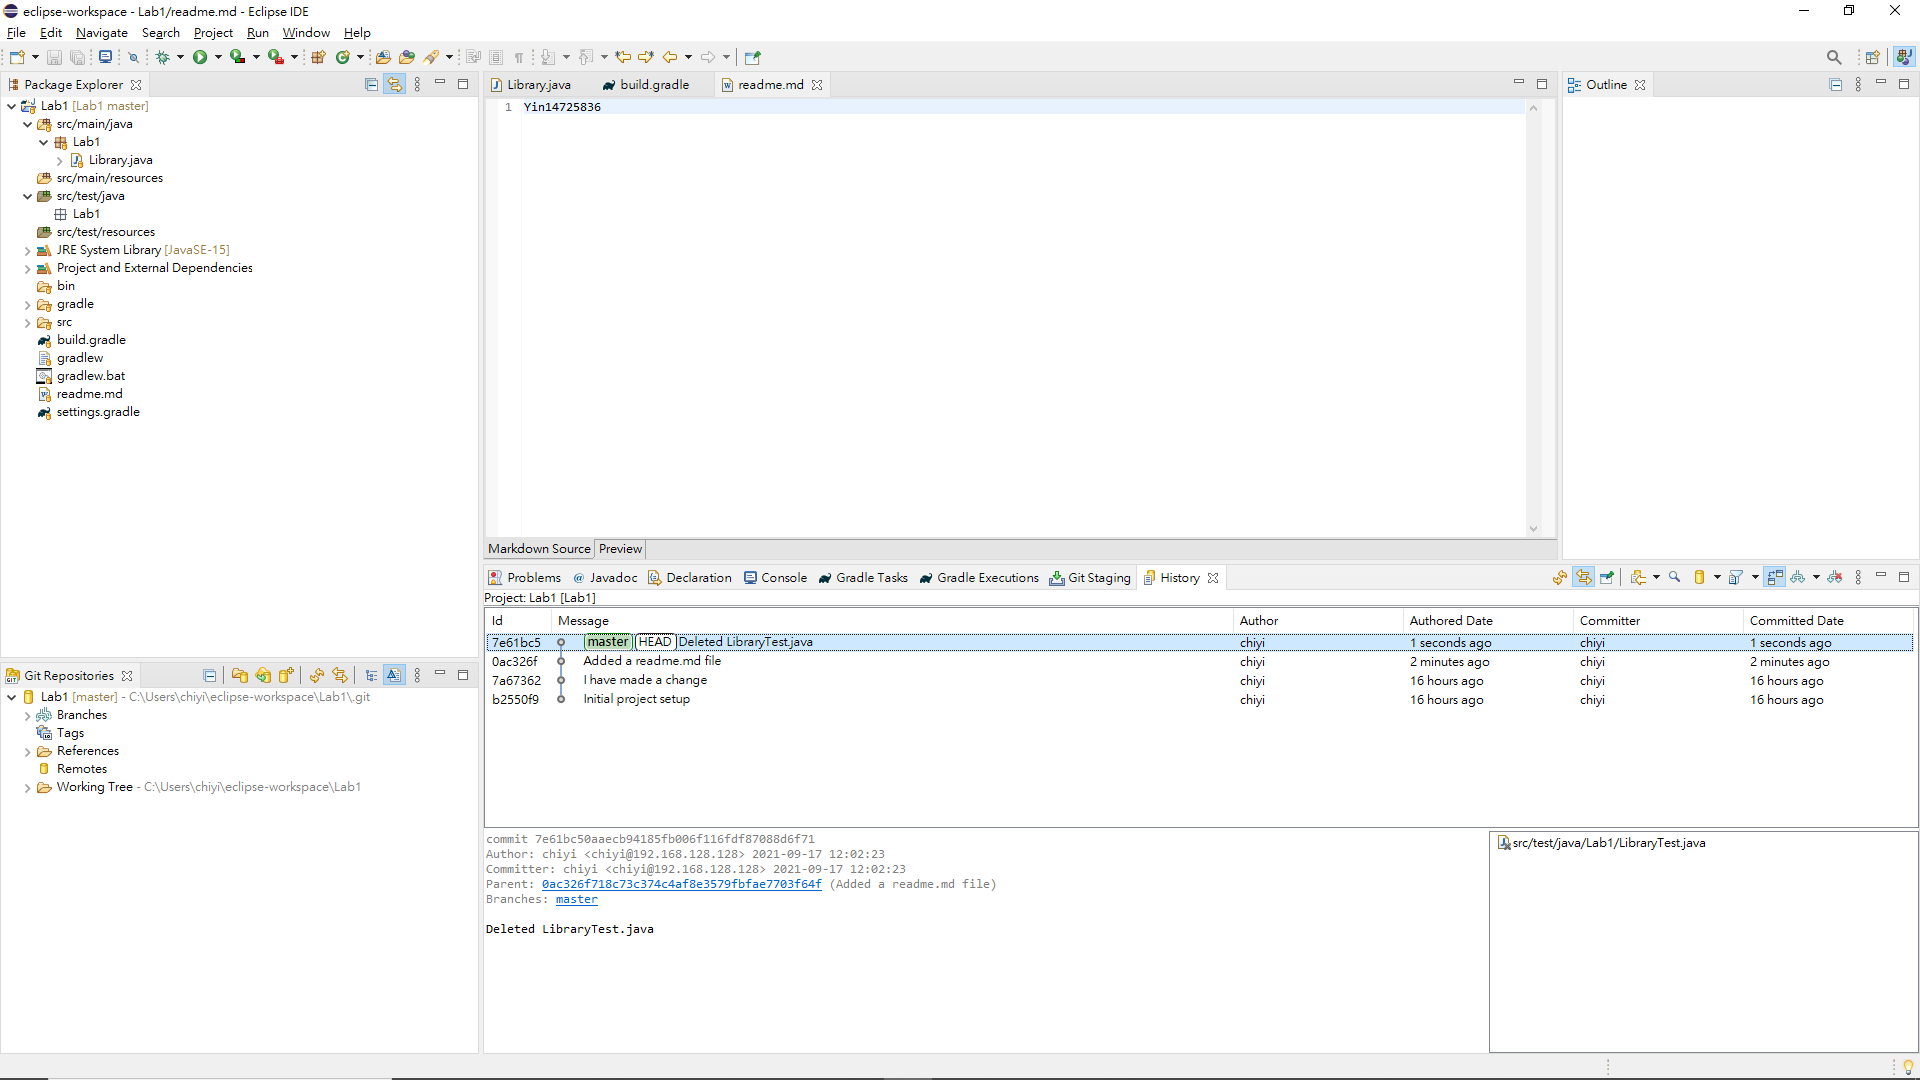 eclipse-workspace - Lab1/readme.md - Eclipse IDE
File Edit Navigate Search Project Run Window Help
Package Explorer
Lab1 [Lab1 master]
src/main/java
Lab1
Library.java
src/main/resources
src/test/java
Lab1
src/test/resources
JRE System Library [JavaSE-15]
Project and External Dependencies
bin
gradle
src
build.gradle
gradlew
gradlew.bat
readme.md
settings.gradle
Library.java build.gradle readme.md
1 Yin14725836
Markdown Source Preview
Outline
Git Repositories
Lab1 [master] - C:\Users\chiyi\eclipse-workspace\Lab1\.git
Branches
Tags
References
Remotes
Working Tree - C:\Users\chiyi\eclipse-workspace\Lab1
Problems @ Javadoc Declaration Console Gradle Tasks Gradle Executions Git Staging History
Project: Lab1 [Lab1]
Id Message Author Authored Date Committer Committed Date
7e61bc5 master HEAD Deleted LibraryTest.java chiyi 1 seconds ago chiyi 1 seconds ago
0ac326f Added a readme.md file chiyi 2 minutes ago chiyi 2 minutes ago
7a67362 I have made a change chiyi 16 hours ago chiyi 16 hours ago
b2550f9 Initial project setup chiyi 16 hours ago chiyi 16 hours ago
commit 7e61bc50aaecb94185fb006f116fdf87088d6f71
Author: chiyi <chiyi@192.168.128.128> 2021-09-17 12:02:23
Committer: chiyi <chiyi@192.168.128.128> 2021-09-17 12:02:23
Parent: 0ac326f718c73c374c4af8e3579fbfae7703f64f (Added a readme.md file)
Branches: master
Deleted LibraryTest.java
src/test/java/Lab1/LibraryTest.java